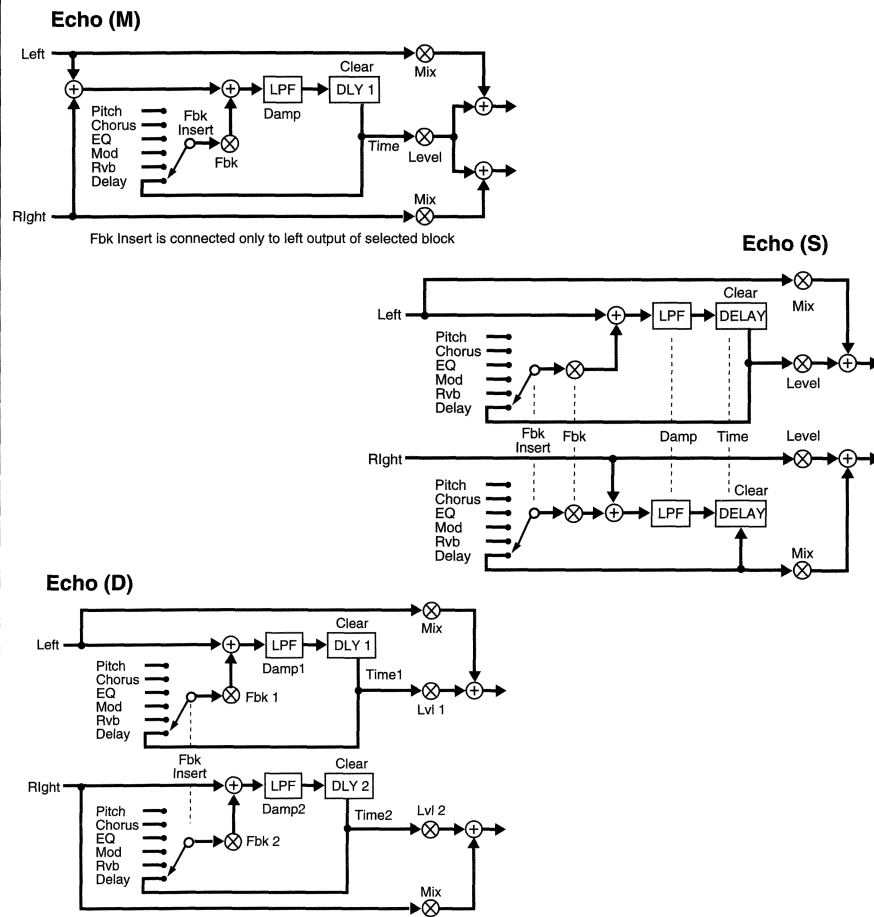 Echo (M)
Left
Mix
Clear
LPF
DLY 1
Damp
Pitch
Chorus
EQ
Mod
Rvb
Delay
Fbk
Insert
Fbk
Time
Level
Mix
RIght
Fbk Insert is connected only to left output of selected block
Echo (S)
Mix
Clear
Left
LPF
DELAY
Pitch
Chorus
EQ
Mod
Rvb
Delay
Level
Fbk
Insert
Fbk
Damp
Time
Level
RIght
Pitch
Chorus
EQ
Mod
Rvb
Delay
Clear
LPF
DELAY
Mix
Echo (D)
Mix
Clear
Left
LPF
DLY 1
Damp1
Pitch
Chorus
EQ
Mod
Rvb
Delay
Fbk 1
Time1
Lvl 1
Fbk
Insert
Clear
RIght
LPF
DLY 2
Damp2
Pitch
Chorus
EQ
Mod
Rvb
Delay
Fbk 2
Time2
Lvl 2
Mix